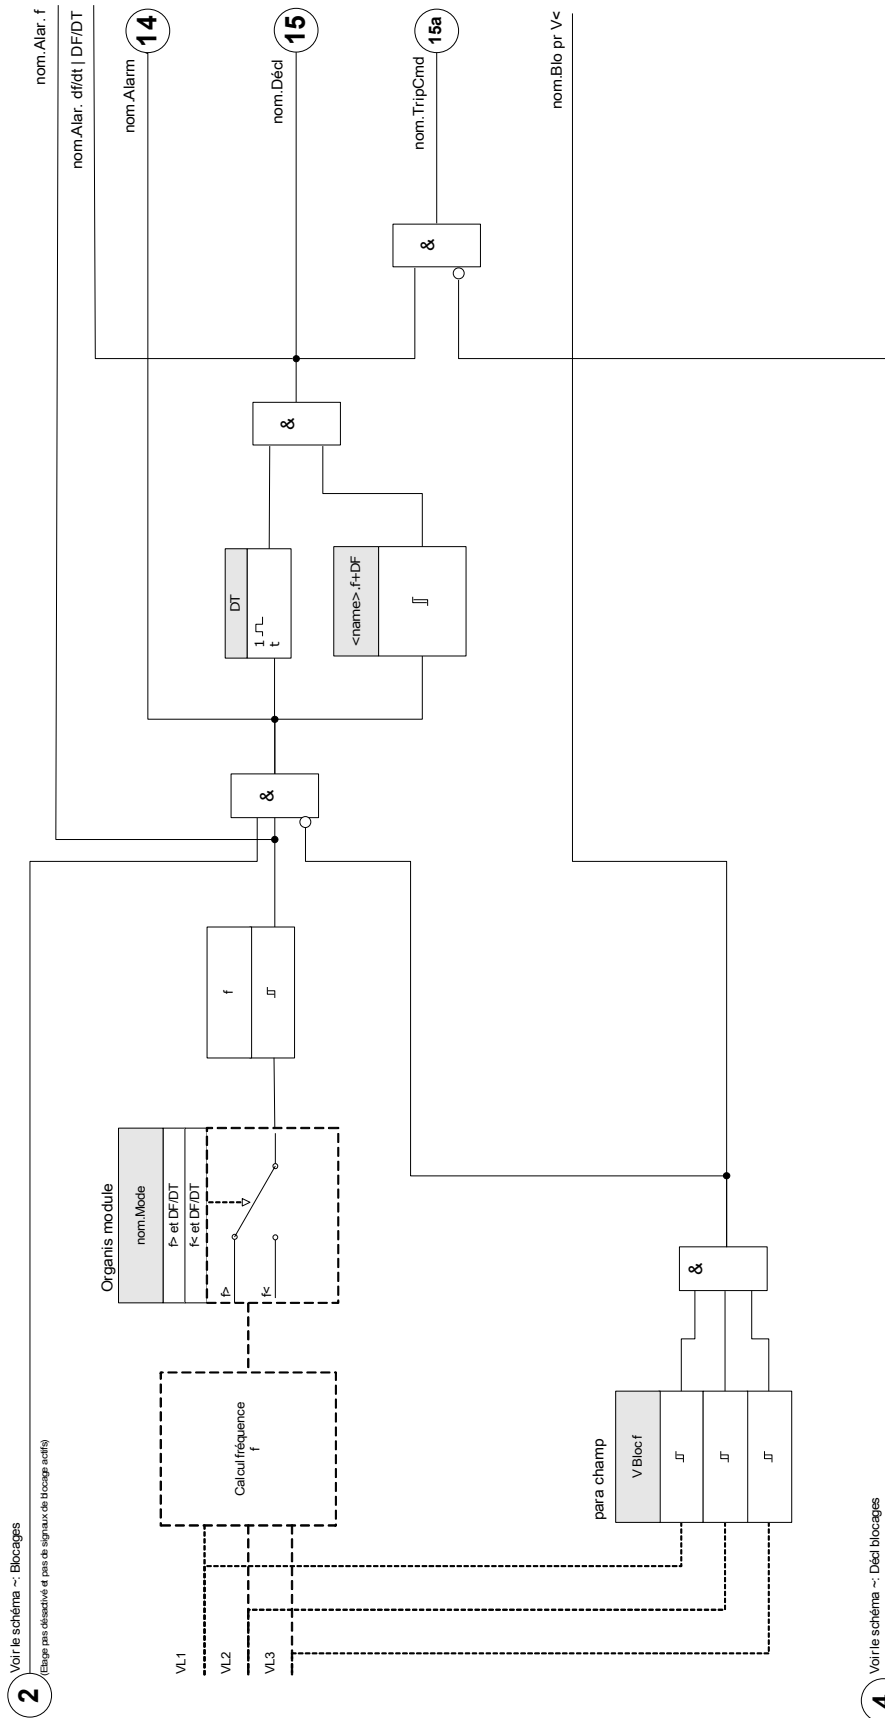 2
Voir le schéma ~: Blocages
(Etage pas désactivé et pas de signaux de blocage actifs)
VL1
VL2
VL3
Calcul fréquence
f
Organis module
nom.Mode
f> et DF/DT
f< et DF/DT
f>
f<
f
&
DT
1
t
<name>.f+DF
&
&
nom.Alar. f
nom.Alar. df/dt | DF/DT
nom.Alarm
14
nom.Décl
15
nom.TripCmd
15a
nom.Blo pr V<
para champ
V Bloc f
&
4
Voir le schéma ~: Décl blocages